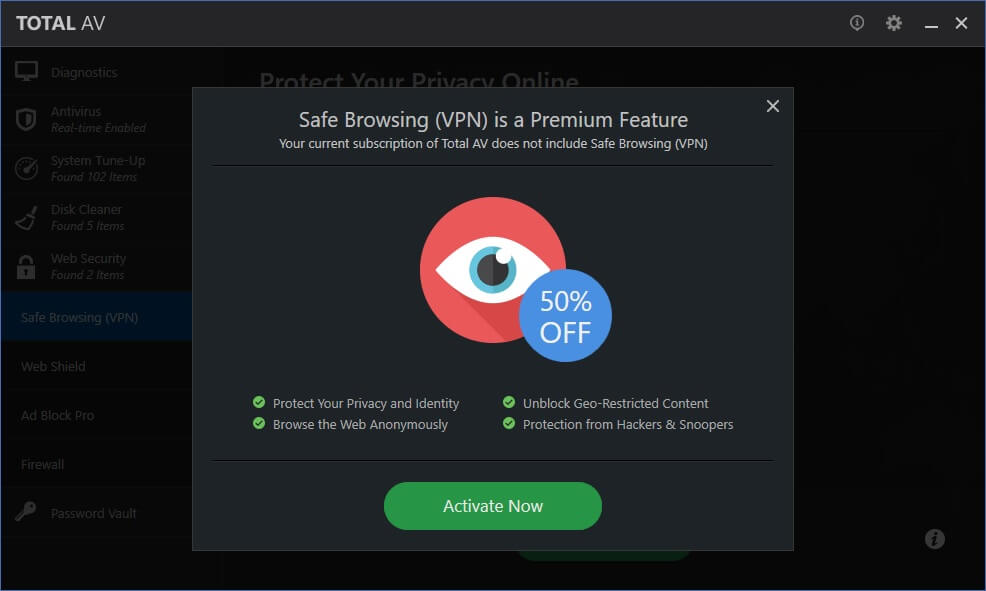 TOTAL AV
Diagnostics
Antivirus
Real-time Enabled
System Tune-Up
Found 102 Items
Disk Cleaner
Found 5 Items
Web Security
Found 2 Items
Safe Browsing (VPN)
Web Shield
Ad Block Pro
Firewall
Password Vault
Protect Your Privacy Online
Safe Browsing (VPN) is a Premium Feature
Your current subscription of Total AV does not include Safe Browsing (VPN)
50%
OFF
Protect Your Privacy and Identity
Unblock Geo-Restricted Content
Browse the Web Anonymously
Protection from Hackers & Snoopers
Activate Now